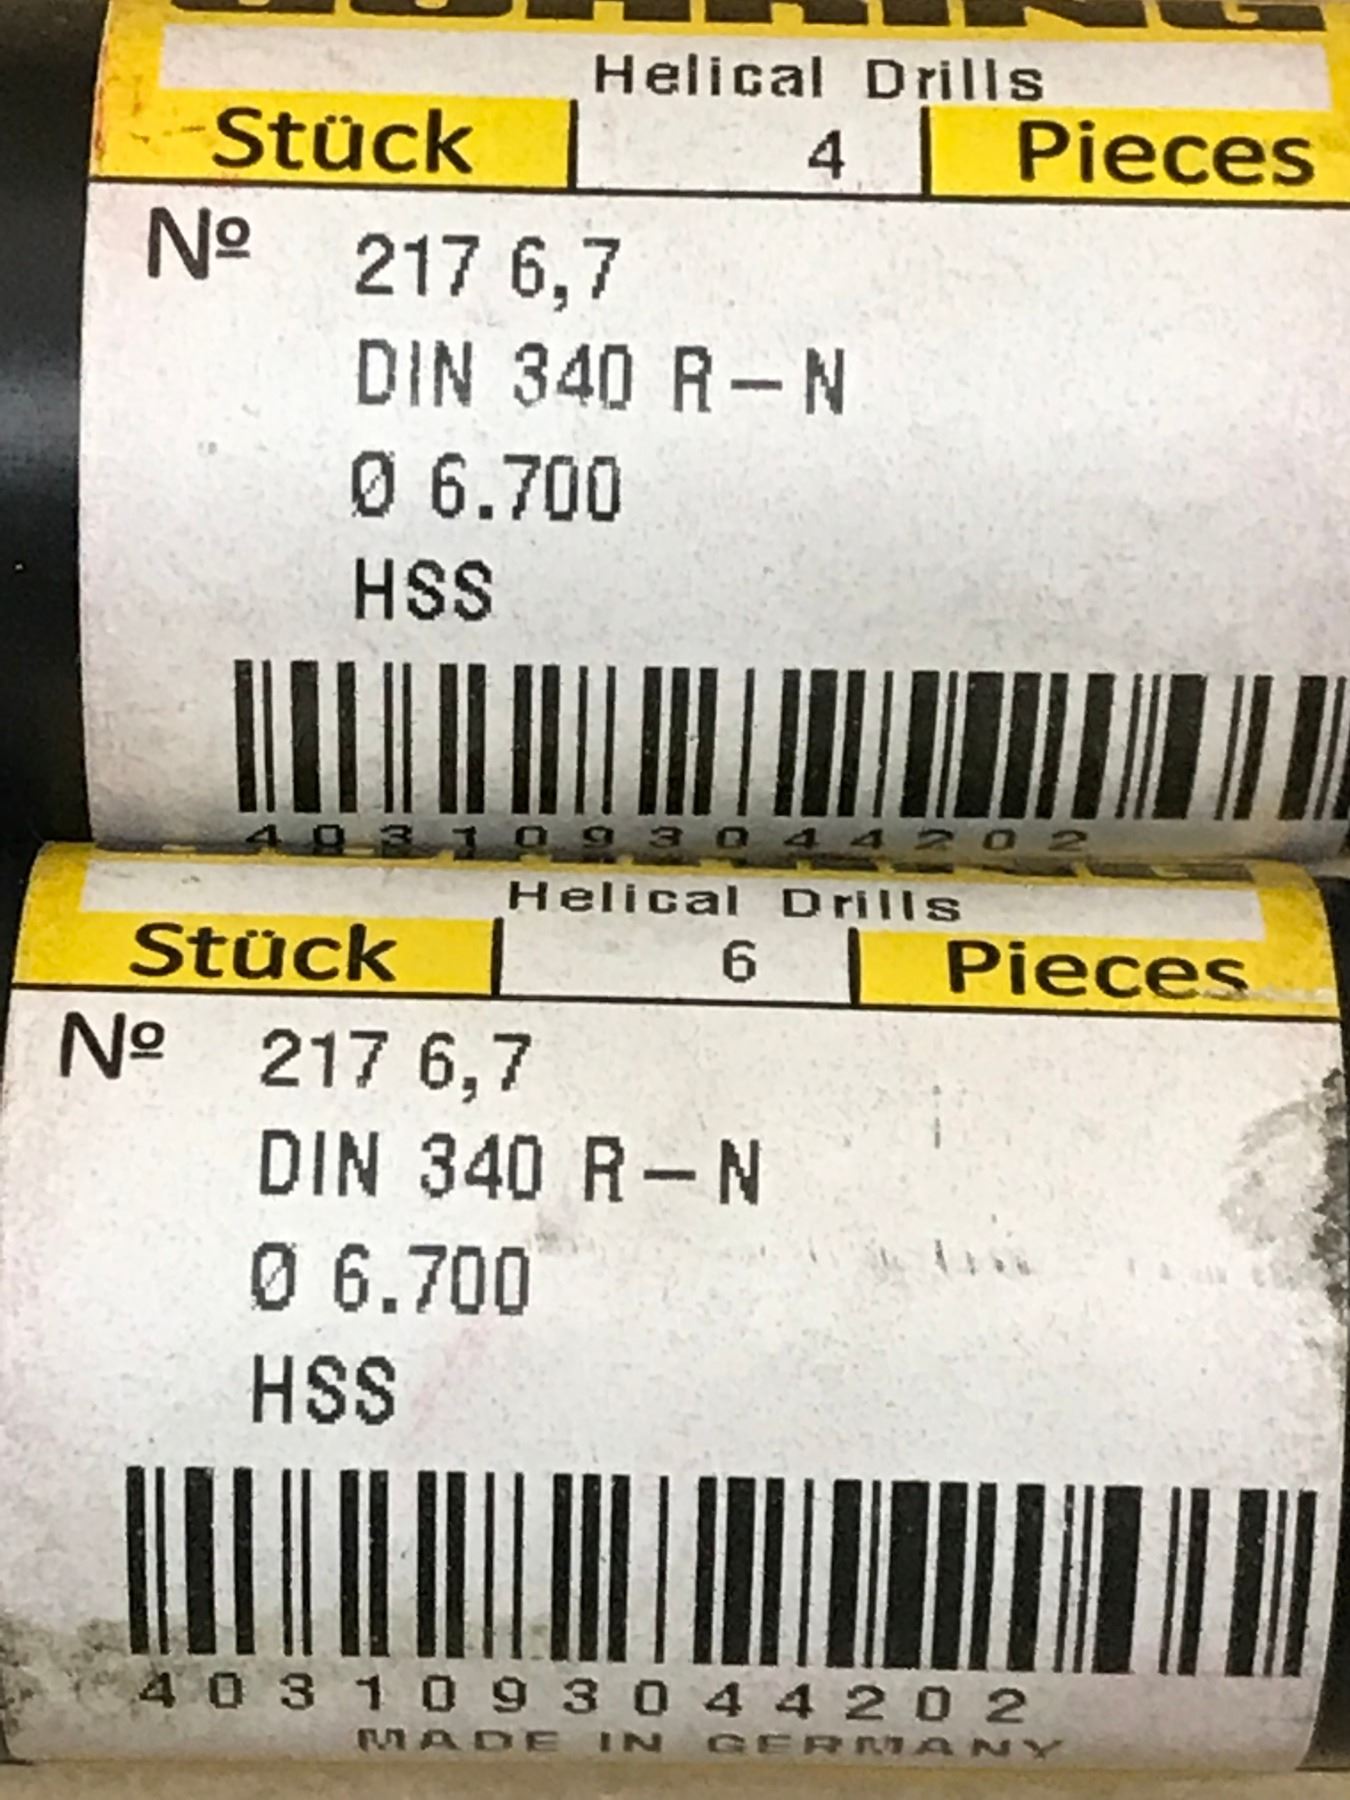 Helical Drills
Stück 4 Pieces
Nº 217 6,7
DIN 340 R-N
Ø 6.700
HSS
4031093044202
Helical Drills
Stück 6 Pieces
Nº 217 6,7
DIN 340 R-N
Ø 6.700
HSS
4031093044202
MADE IN GERMANY